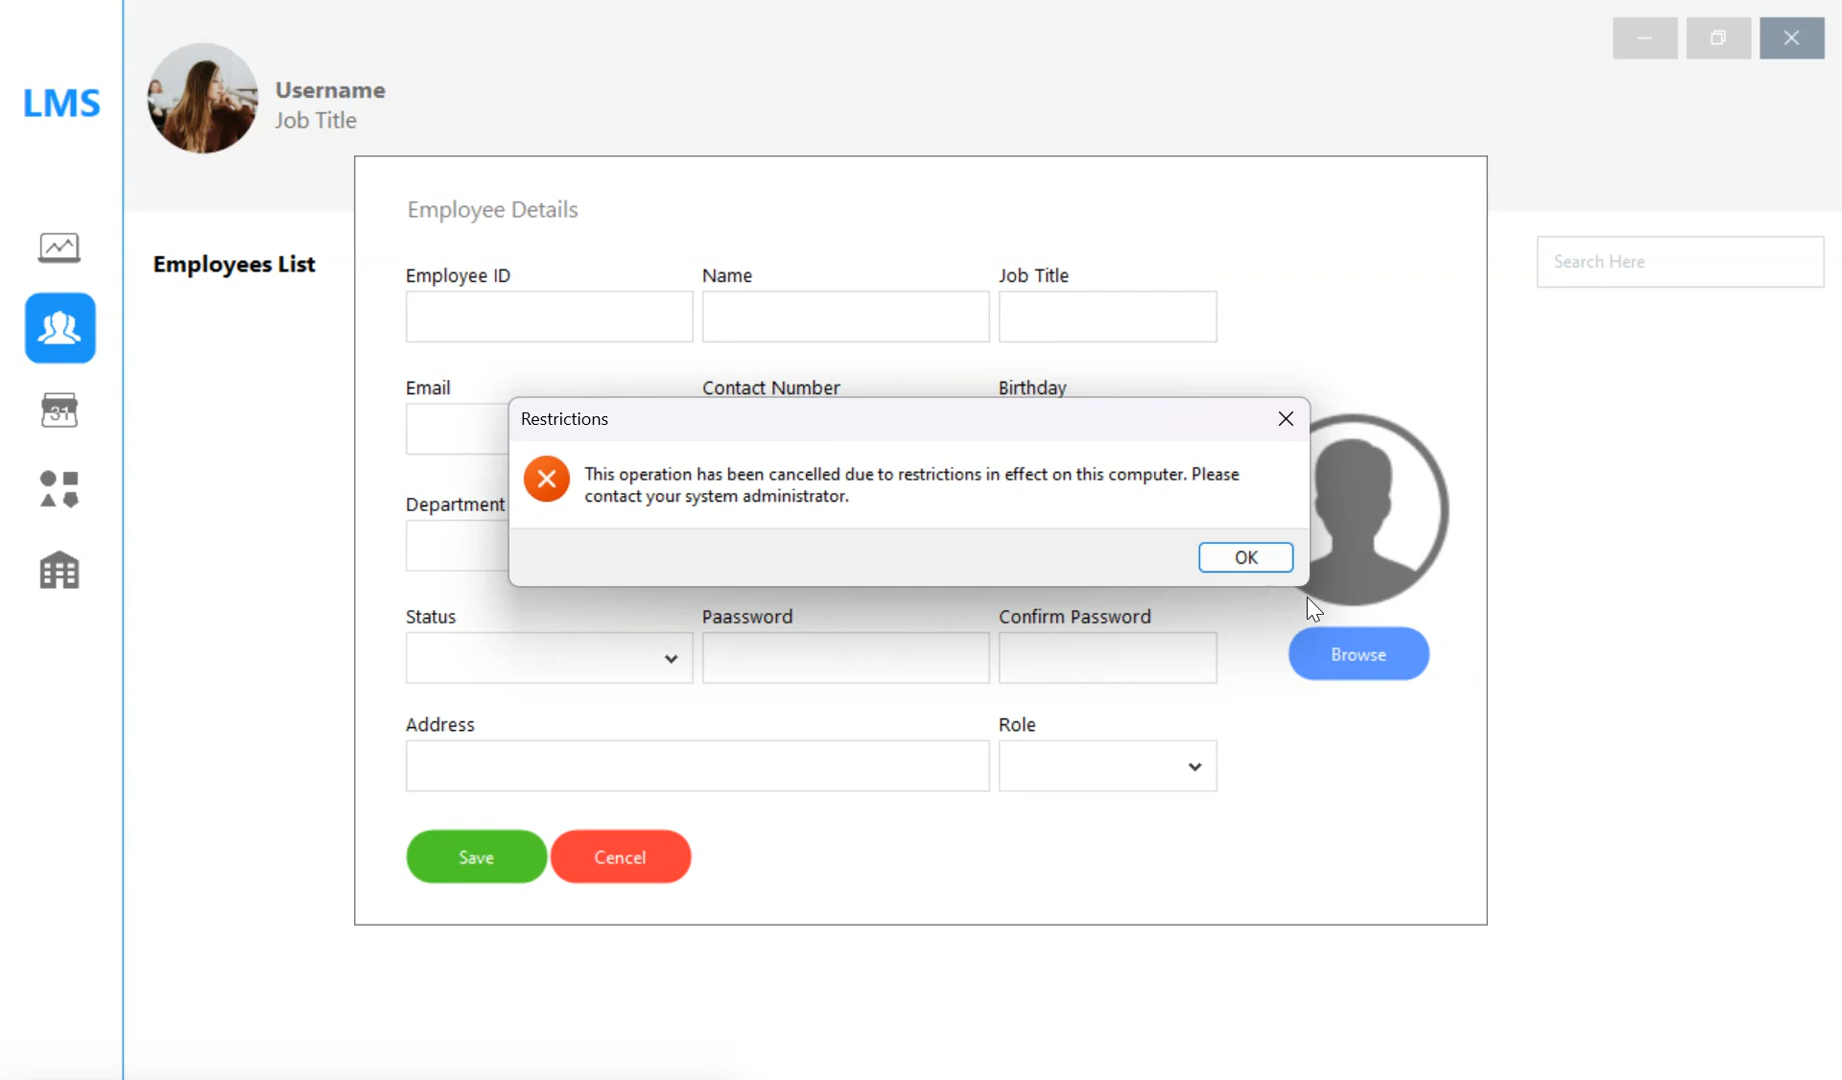 LMS
Username
Job Title
Employees List
Search Here
Employee Details
Employee ID
Name
Job Title
Email
Contact Number
Birthday
Restrictions
This operation has been cancelled due to restrictions in effect on this computer. Please
contact your system administrator.
OK
Department
Status
Paassword
Confirm Password
Browse
Address
Role
Save
Cencel
31